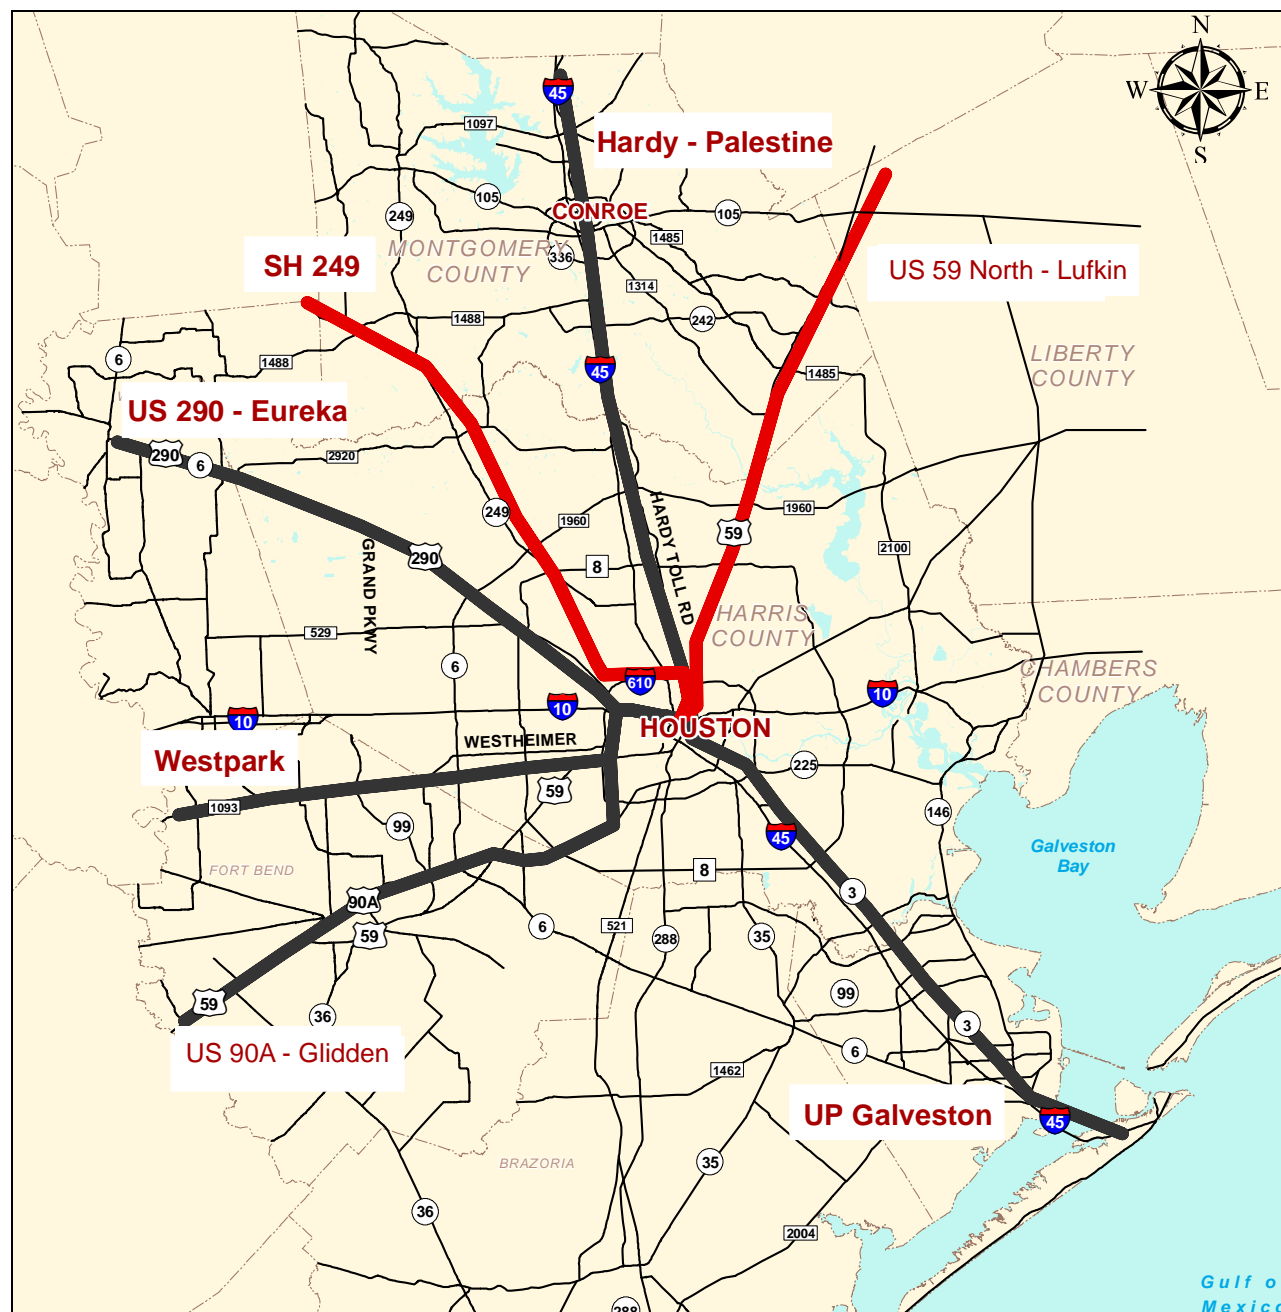 N
W
E
S
45
1097
Hardy - Palestine
105
CONROE
105
249
1485
MONTGOMERY
COUNTY
336
SH 249
US 59 North - Lufkin
1314
1488
242
6
1488
45
1485
LIBERTY
COUNTY
US 290 - Eureka
290
6
2920
249
1960
HARDY TOLL RD
1960
59
2100
290
GRAND PKWY
8
HARRIS
COUNTY
529
6
610
CHAMBERS
COUNTY
10
10
10
HOUSTON
WESTHEIMER
Westpark
225
59
1093
146
99
45
Galveston
Bay
FORT BEND
8
3
90A
59
6
521
288
35
99
59
36
3
US 90A - Glidden
6
1462
UP Galveston
45
BRAZORIA
35
36
2004
Gulf o
Mexico
288